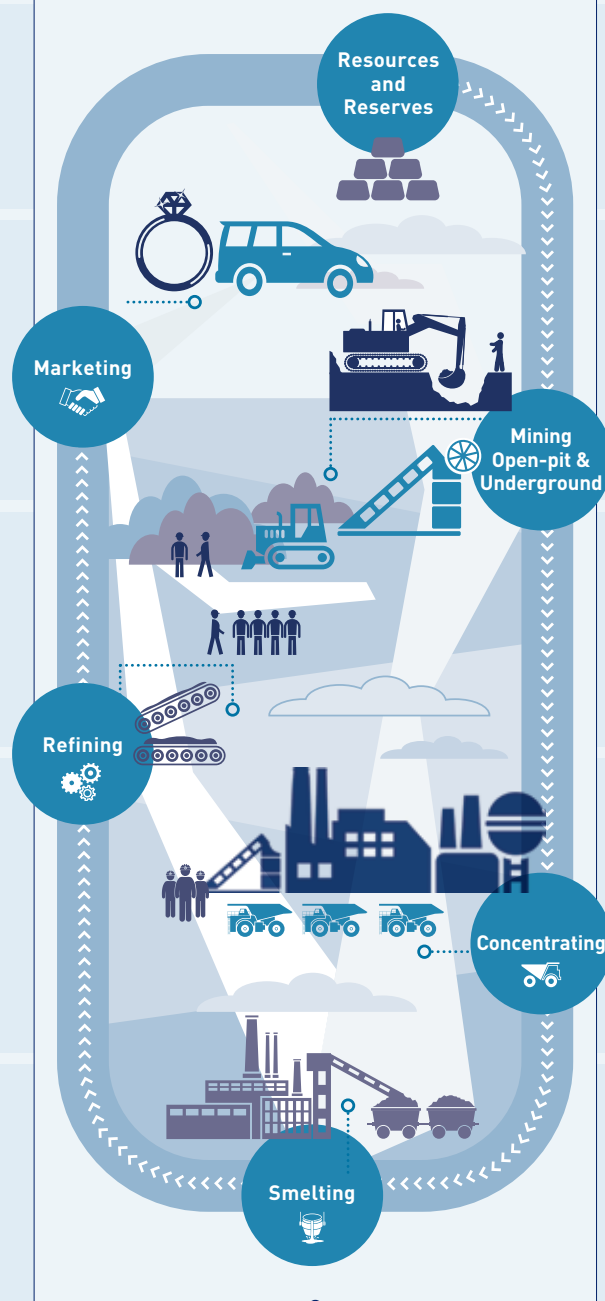 Resources
and
Reserves
Marketing
Mining
Open-pit &
Underground
Refining
Concentrating
Smelting